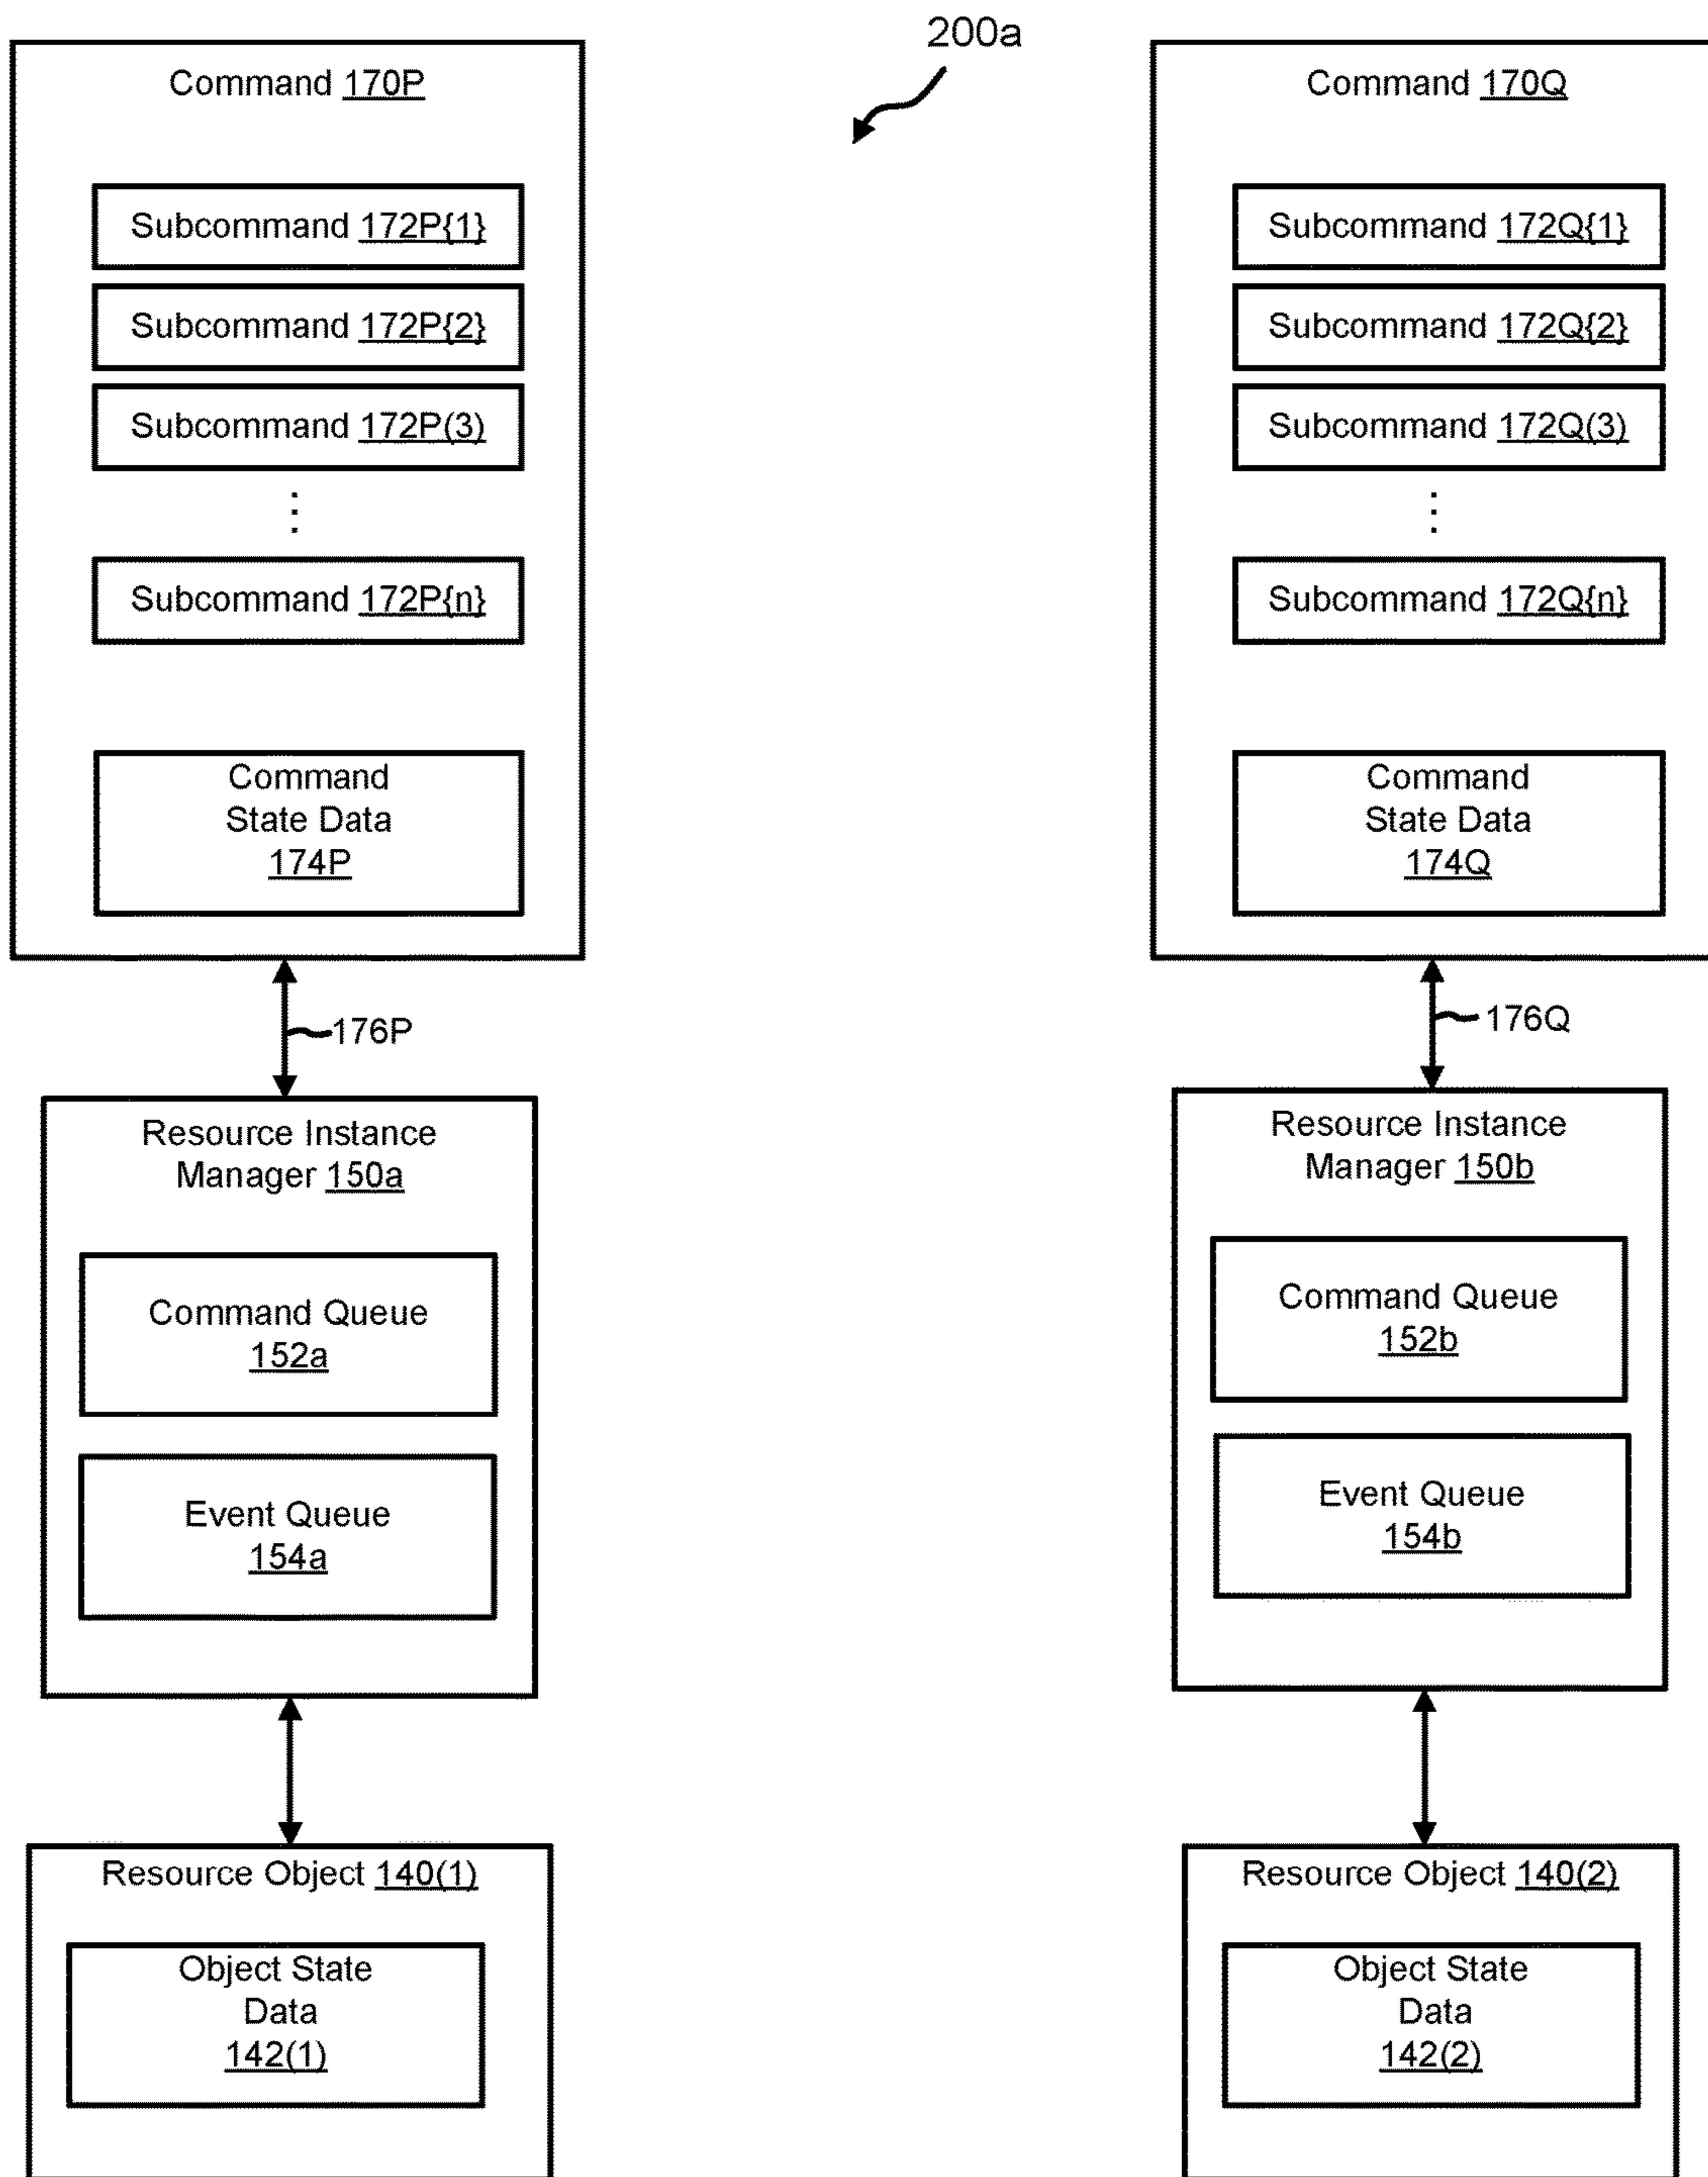 200a
Command 170P
Subcommand 172P{1}
Subcommand 172P{2}
Subcommand 172P(3)
⋮
Subcommand 172P{n}
Command
State Data
174P
176P
Resource Instance
Manager 150a
Command Queue
152a
Event Queue
154a
Resource Object 140(1)
Object State
Data
142(1)
Command 170Q
Subcommand 172Q{1}
Subcommand 172Q{2}
Subcommand 172Q(3)
⋮
Subcommand 172Q{n}
Command
State Data
174Q
176Q
Resource Instance
Manager 150b
Command Queue
152b
Event Queue
154b
Resource Object 140(2)
Object State
Data
142(2)